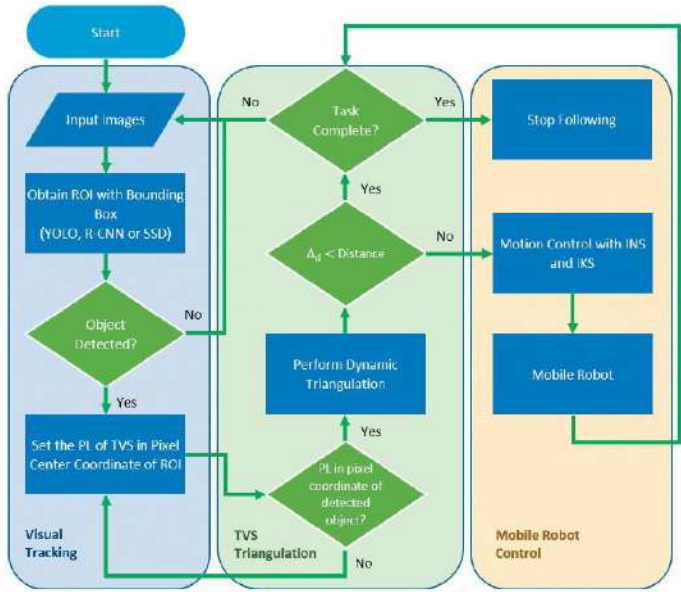 Start
Input Images
Obtain ROI with Bounding
Box
(YOLO, R-CNN or SSD)
Object
Detected?
No
Yes
Set the PL of TVS in Pixel
Center Coordinate of ROI
Visual
Tracking
No
Task
Complete?
Yes
Yes
Δd < Distance
No
Perform Dynamic
Triangulation
Yes
PL in pixel
coordinate of
detected
object?
No
TVS
Triangulation
Stop Following
Motion Control with INS
and IKS
Mobile Robot
Mobile Robot
Control